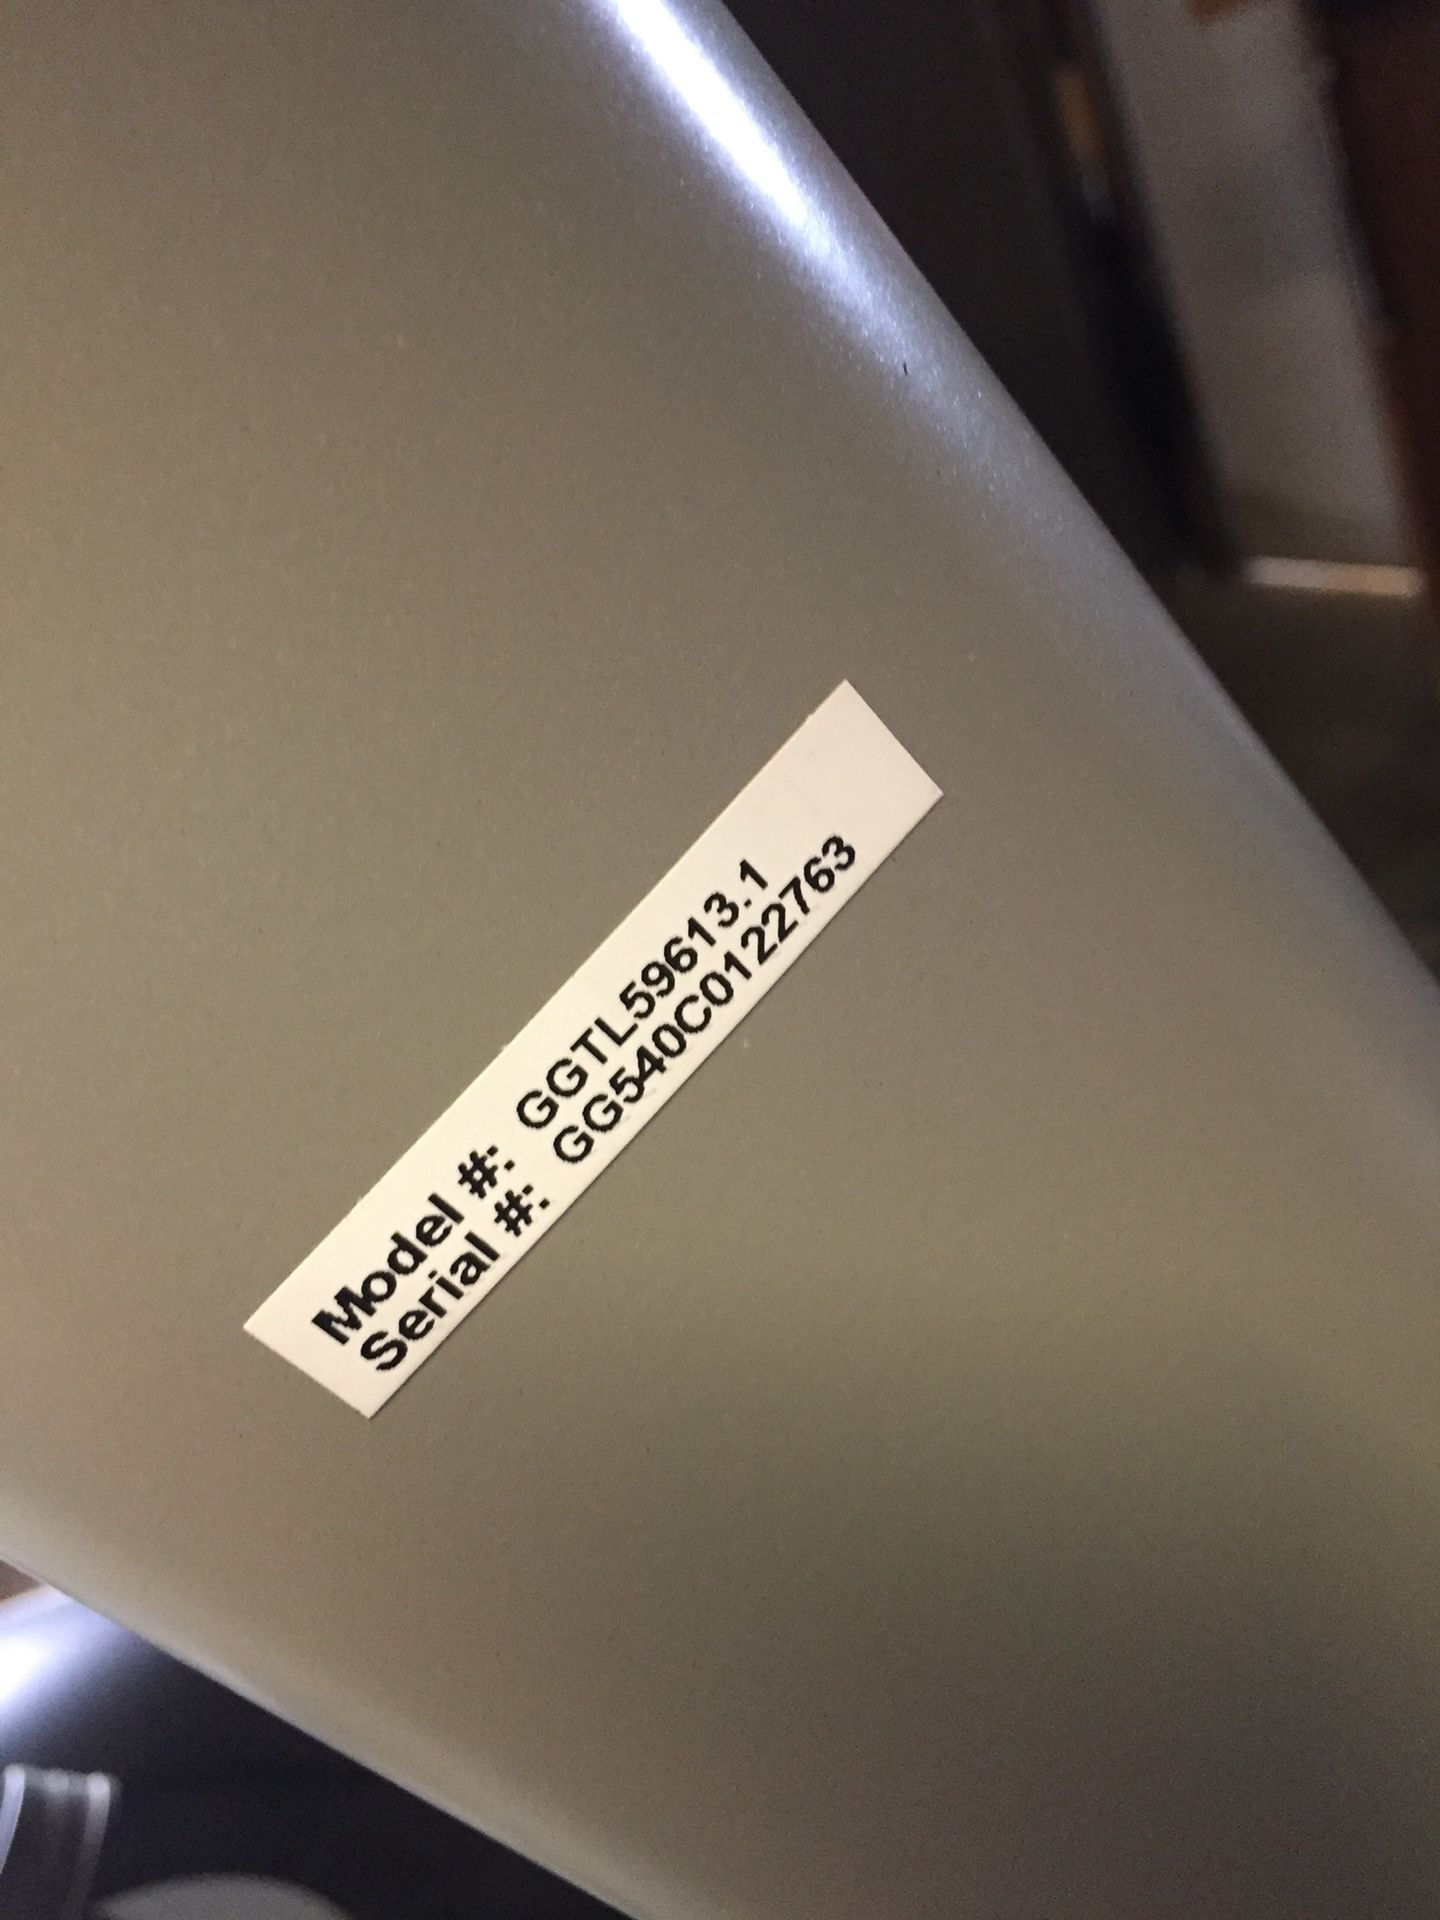 Model #: GGTL59613.1
Serial #: GG540C0122763